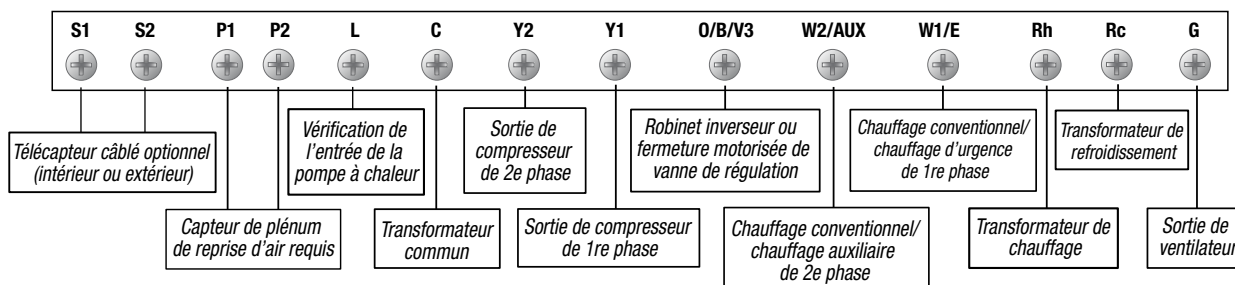 S1 S2 P1 P2 L C Y2 Y1 O/B/V3 W2/AUX W1/E Rh Rc G
Télécapteur câblé optionnel
(intérieur ou extérieur)
Capteur de plénum
de reprise d'air requis
Vérification de
l'entrée de la
pompe à chaleur
Transformateur
commun
Sortie de
compresseur
de 2e phase
Sortie de compresseur
de 1re phase
Robinet inverseur ou
fermeture motorisée de
vanne de régulation
Chauffage conventionnel/
chauffage auxiliaire
de 2e phase
Chauffage conventionnel/
chauffage d'urgence
de 1re phase
Transformateur de
chauffage
Transformateur de
refroidissement
Sortie de
ventilateur